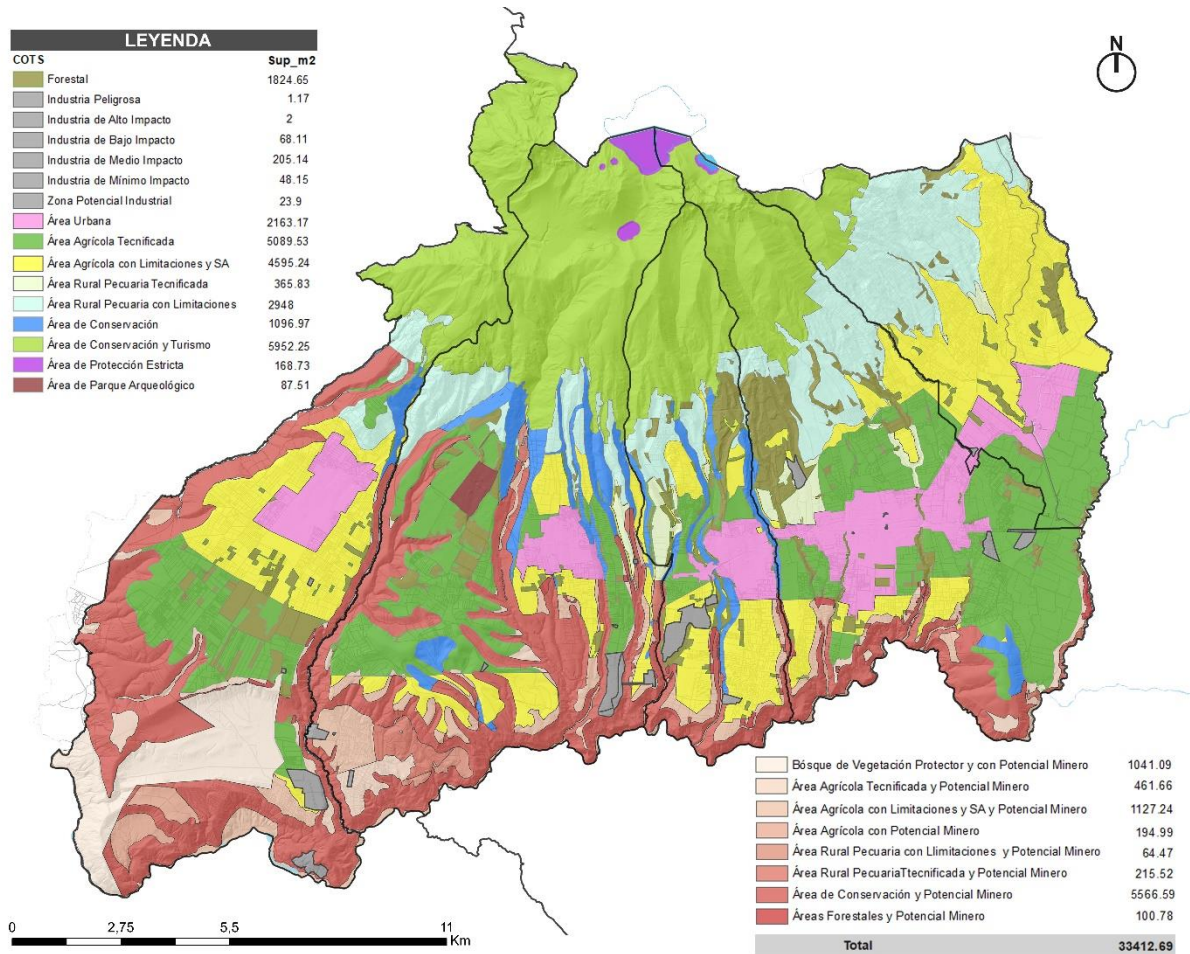 LEYENDA
COTS Sup_m2
Forestal 1824.65
Industria Peligrosa 1.17
Industria de Alto Impacto 2
Industria de Bajo Impacto 68.11
Industria de Medio Impacto 205.14
Industria de Mínimo Impacto 48.15
Zona Potencial Industrial 23.9
Área Urbana 2163.17
Área Agrícola Tecnificada 5089.53
Área Agrícola con Limitaciones y SA 4595.24
Área Rural Pecuaria Tecnificada 365.83
Área Rural Pecuaria con Limitaciones 2948
Área de Conservación 1096.97
Área de Conservación y Turismo 5952.25
Área de Protección Estricta 168.73
Área de Parque Arqueológico 87.51
N
Bósque de Vegetación Protector y con Potencial Minero 1041.09
Área Agrícola Tecnificada y Potencial Minero 461.66
Área Agrícola con Limitaciones y SA y Potencial Minero 1127.24
Área Agrícola con Potencial Minero 194.99
Área Rural Pecuaria con Llimitaciones y Potencial Minero 64.47
Área Rural PecuariaTtecnificada y Potencial Minero 215.52
Área de Conservación y Potencial Minero 5566.59
Áreas Forestales y Potencial Minero 100.78
Total 33412.69
0 2,75 5,5 11
Km